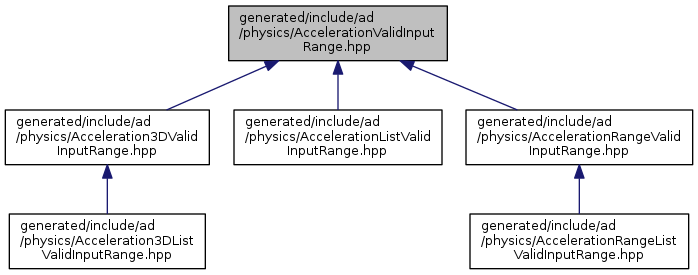 generated/include/ad
/physics/AccelerationValidInput
Range.hpp
generated/include/ad
/physics/Acceleration3DValid
InputRange.hpp
generated/include/ad
/physics/AccelerationListValid
InputRange.hpp
generated/include/ad
/physics/AccelerationRangeValid
InputRange.hpp
generated/include/ad
/physics/Acceleration3DList
ValidInputRange.hpp
generated/include/ad
/physics/AccelerationRangeList
ValidInputRange.hpp